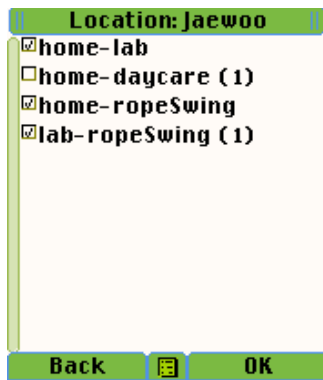 Location: Jaewoo
home-lab
home-daycare (1)
home-ropeSwing
lab-ropeSwing (1)
Back
OK